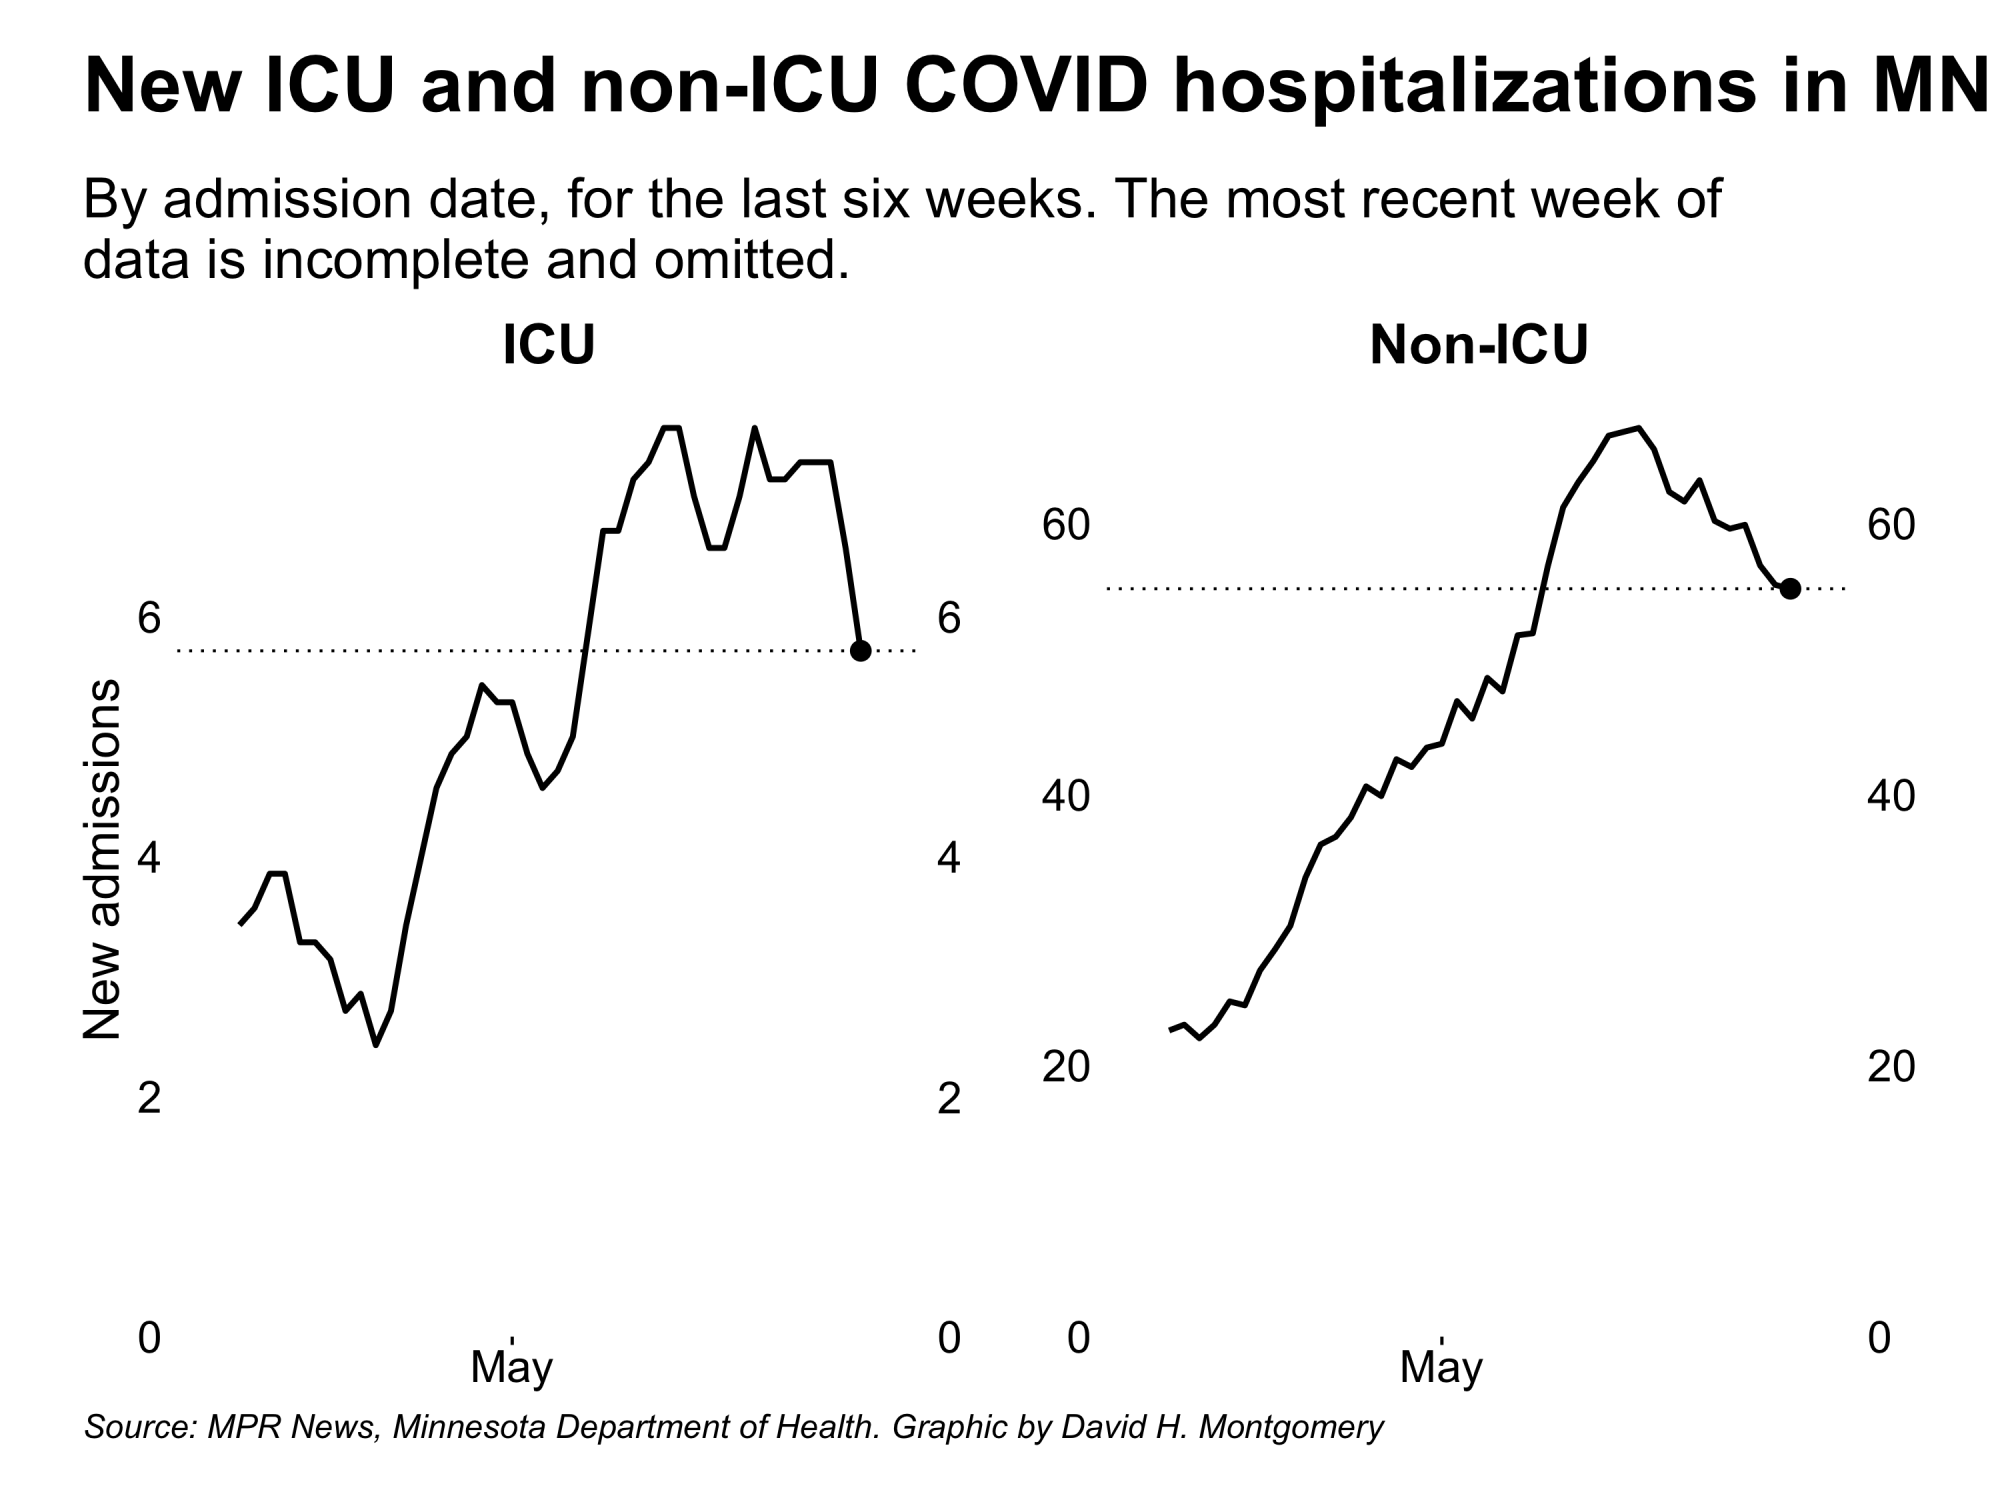 New ICU and non-ICU COVID hospitalizations in MN
By admission date, for the last six weeks. The most recent week of
data is incomplete and omitted.
ICU
Non-ICU
New admissions
6
4
2
0
6
4
2
0
May
60
40
20
0
60
40
20
0
May
Source: MPR News, Minnesota Department of Health. Graphic by David H. Montgomery